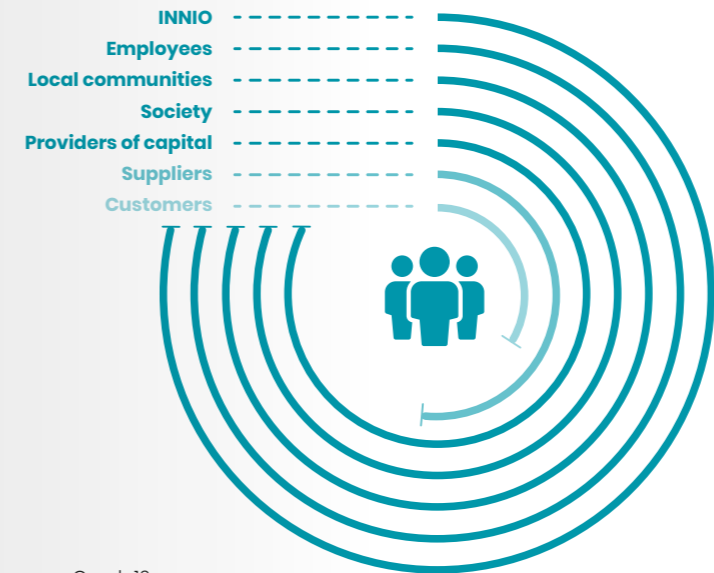 INNIO
Employees
Local communities
Society
Providers of capital
Suppliers
Customers